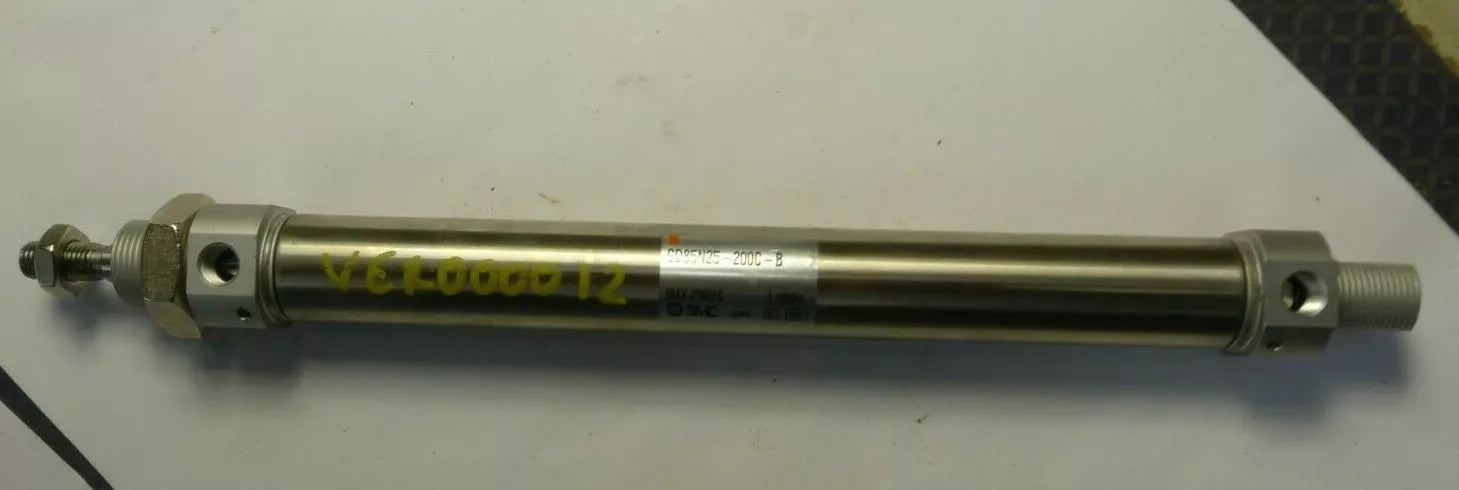 VER000012
CD85N25-200C-B
MAX PRESS
SMC